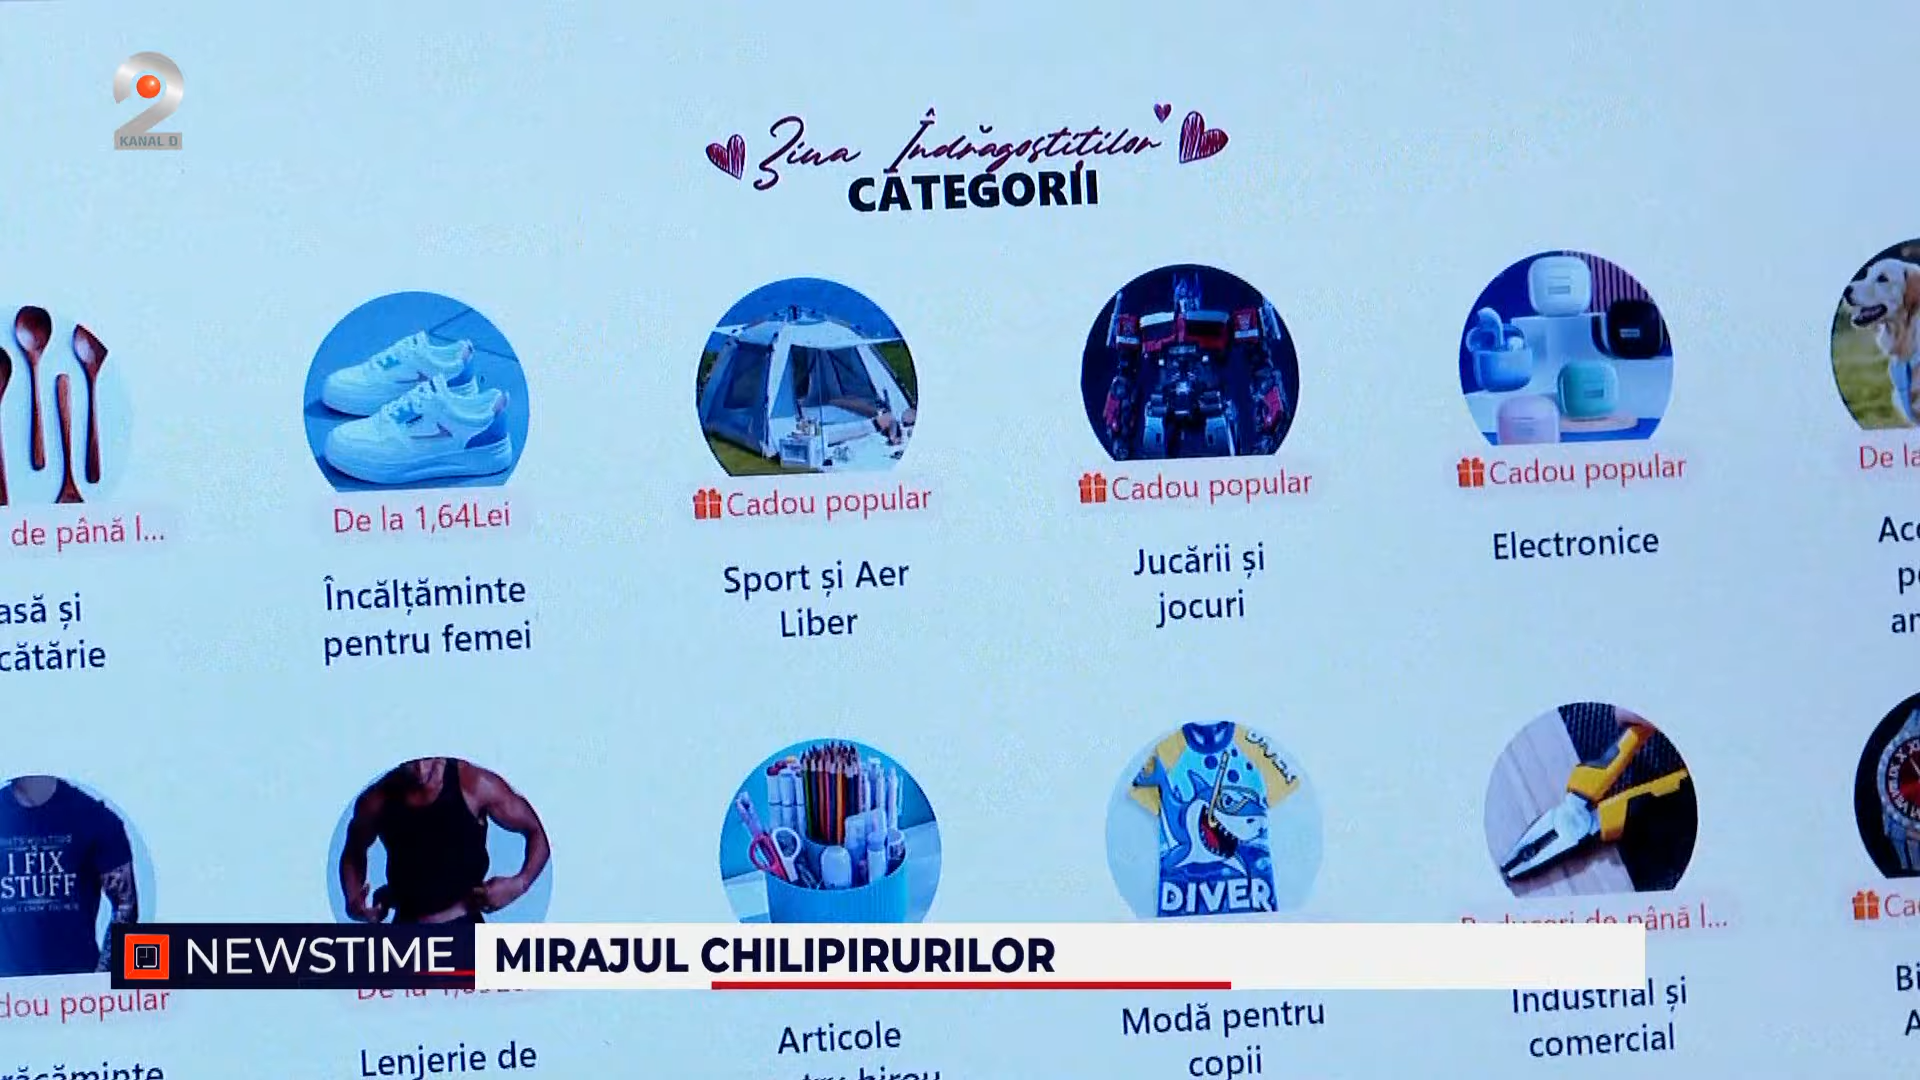 KANAL D
Ziua Îndrăgostiților
CATEGORII
de până l...
De la 1,64Lei
Cadou popular
Cadou popular
Cadou popular
De la
asă și
cătărie
Încălțăminte
pentru femei
Sport și Aer
Liber
Jucării și
jocuri
Electronice
I FIX
STUFF
DIVER
de până l...
NEWSTIME
MIRAJUL CHILIPIRURILOR
dou popular
Lenjerie de
Articole
Modă pentru
copii
Industrial și
comercial